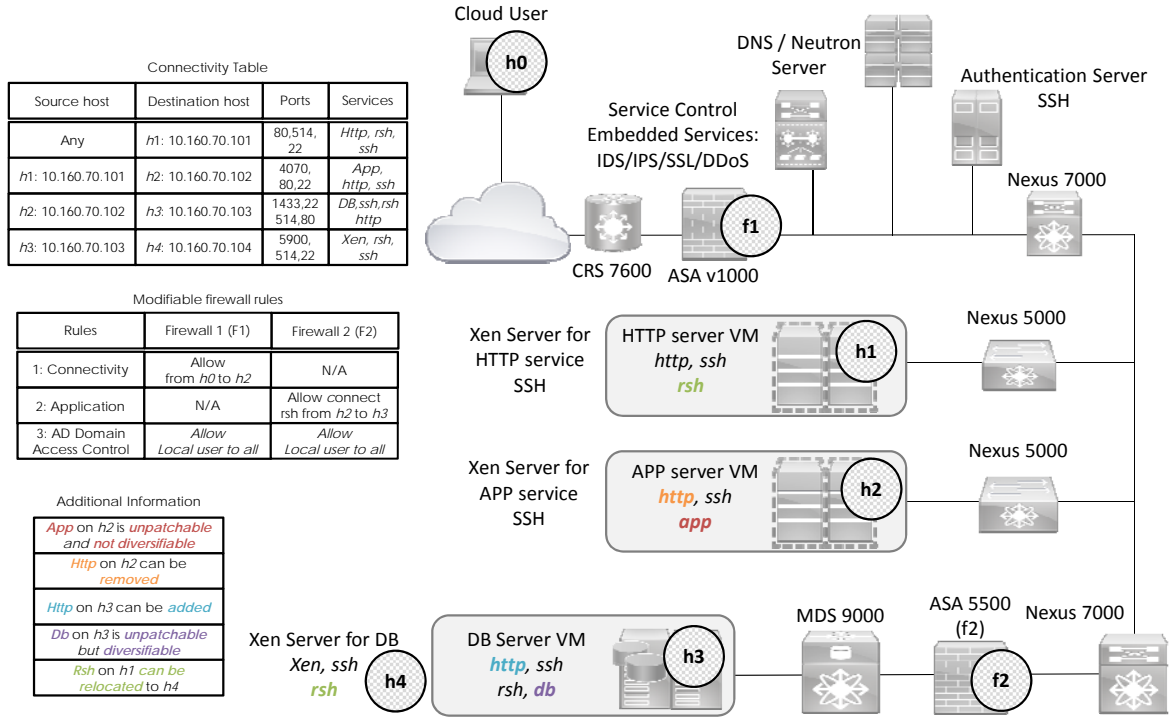 Cloud User
h0
DNS / Neutron
Server
Authentication Server
SSH
Service Control
Embedded Services:
IDS/IPS/SSL/DDoS
Nexus 7000
f1
CRS 7600
ASA v1000
Connectivity Table
Source host Destination host Ports Services
Any h1: 10.160.70.101 80,514, Http, rsh,
22 ssh
h1: 10.160.70.101 h2: 10.160.70.102 4070, App,
80,22 http, ssh
h2: 10.160.70.102 h3: 10.160.70.103 1433,22 DB,ssh,rsh
514,80 http
h3: 10.160.70.103 h4: 10.160.70.104 5900, Xen, rsh,
514,22 ssh
Modifiable firewall rules
Rules Firewall 1 (F1) Firewall 2 (F2)
1: Connectivity Allow N/A
from h0 to h2
2: Application N/A Allow connect
rsh from h2 to h3
3: AD Domain Allow Allow
Access Control Local user to all Local user to all
Additional Information
App on h2 is unpatchable
and not diversifiable
Http on h2 can be
removed
Http on h3 can be added
Db on h3 is unpatchable
but diversifiable
Rsh on h1 can be
relocated to h4
Xen Server for
HTTP service
SSH
HTTP server VM
http, ssh
rsh
h1
Nexus 5000
Xen Server for
APP service
SSH
APP server VM
http, ssh
app
h2
Nexus 5000
Xen Server for DB
Xen, ssh
rsh
h4
DB Server VM
http, ssh
rsh, db
h3
MDS 9000
ASA 5500
(f2)
f2
Nexus 7000